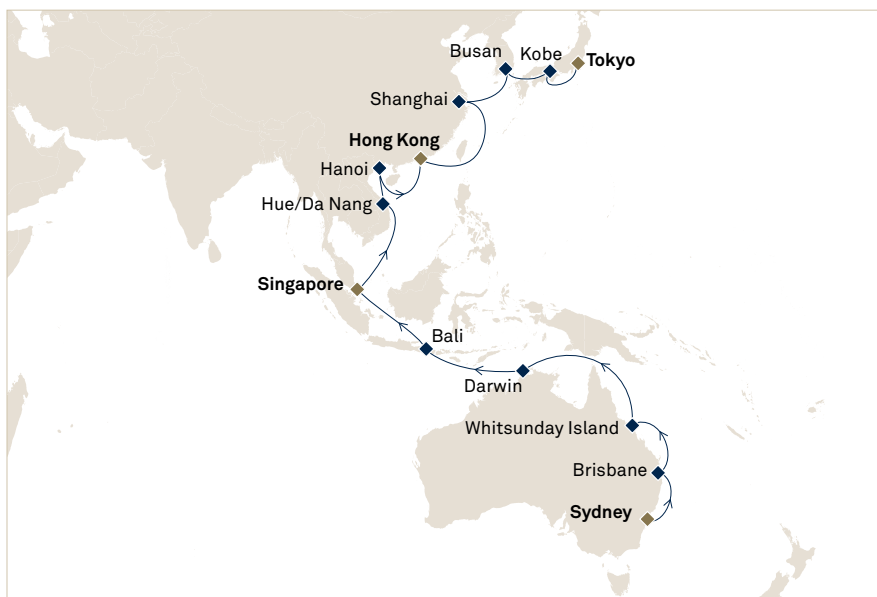 Busan
Kobe
Tokyo
Shanghai
Hong Kong
Hanoi
Hue/Da Nang
Singapore
Bali
Darwin
Whitsunday Island
Brisbane
Sydney